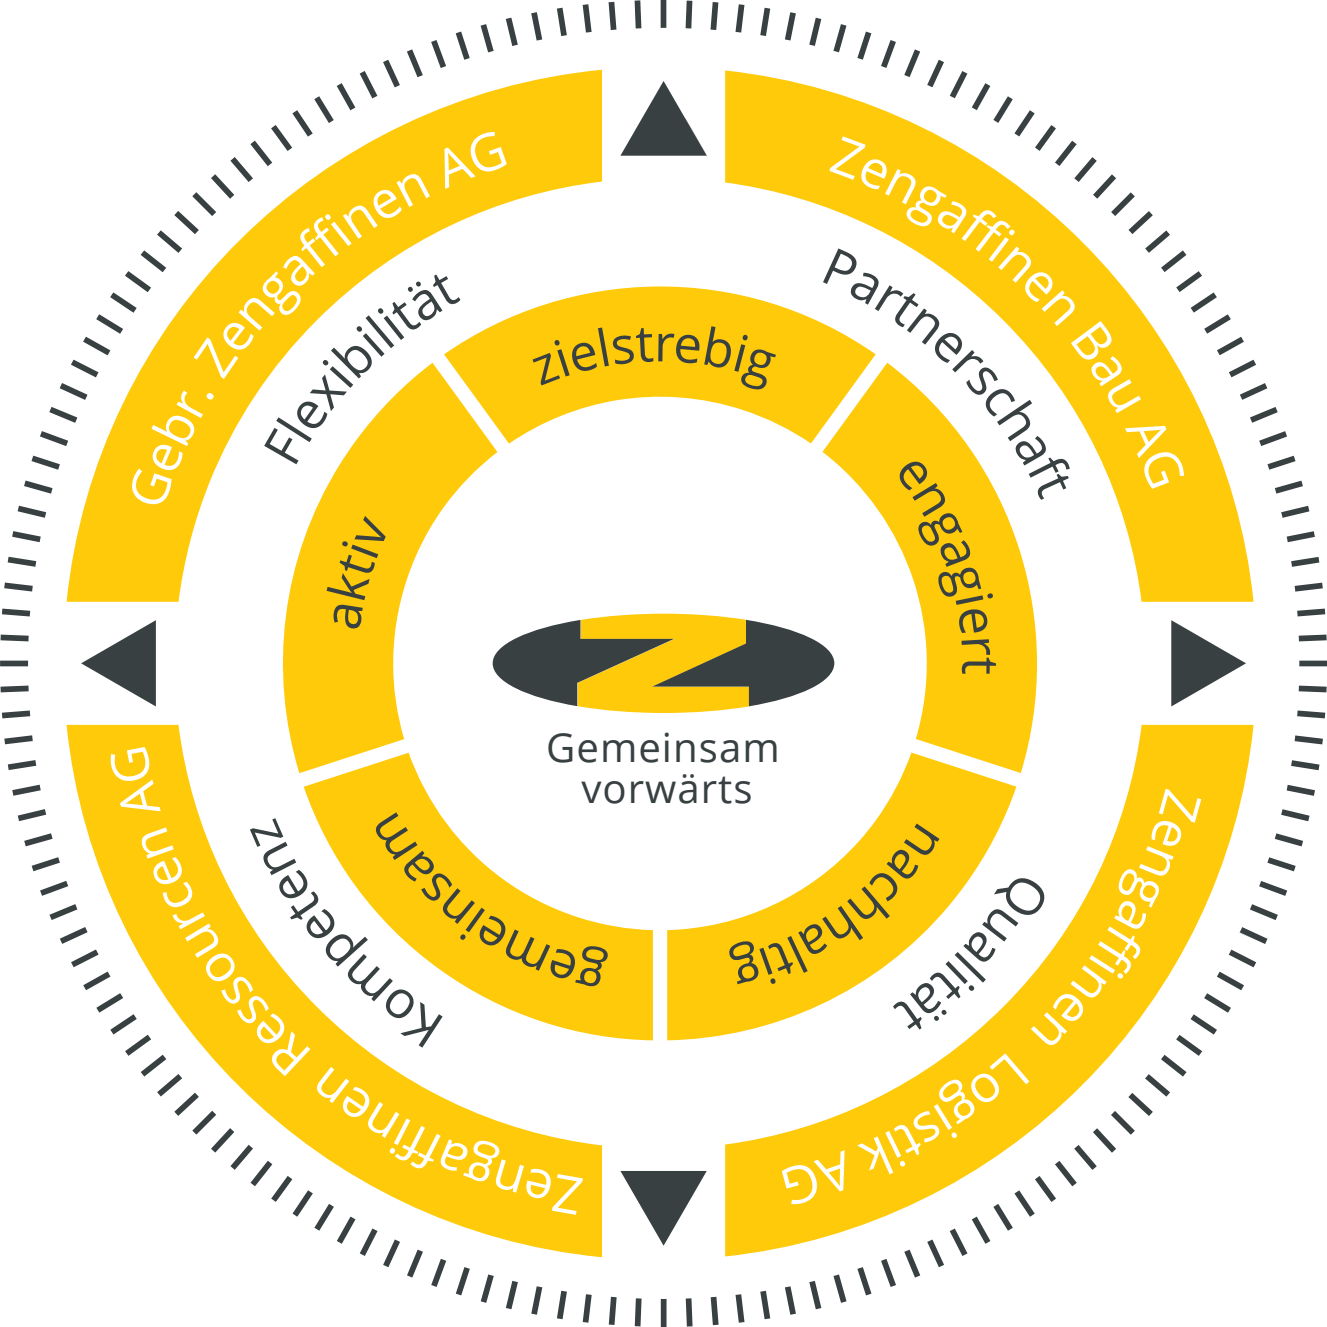 Gebr. Zengaffinen AG
Zengaffinen Bau AG
Zengaffinen Logistik AG
Zengaffinen Ressourcen AG
Flexibilität
Partnerschaft
Qualität
Kompetenz
zielstrebig
engagiert
nachhaltig
gemeinsam
aktiv
Z
Gemeinsam
vorwärts